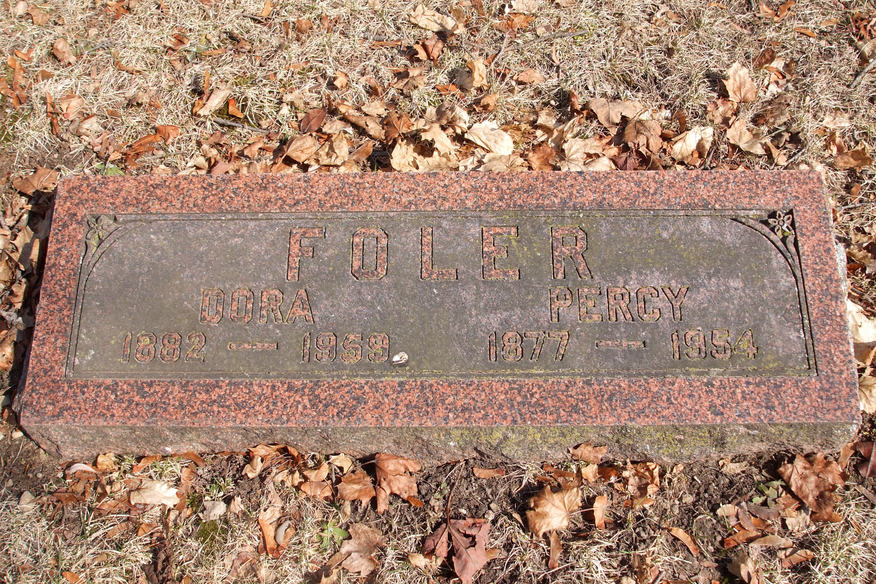 FOLER
DORA PERCY
1882 — 1959 1877 — 1954